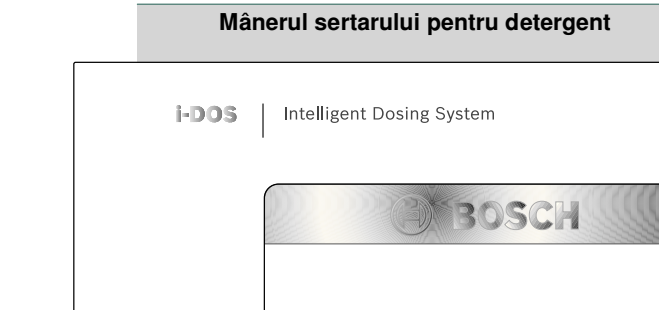 Mânerul sertarului pentru detergent
i-DOS | Intelligent Dosing System
BOSCH